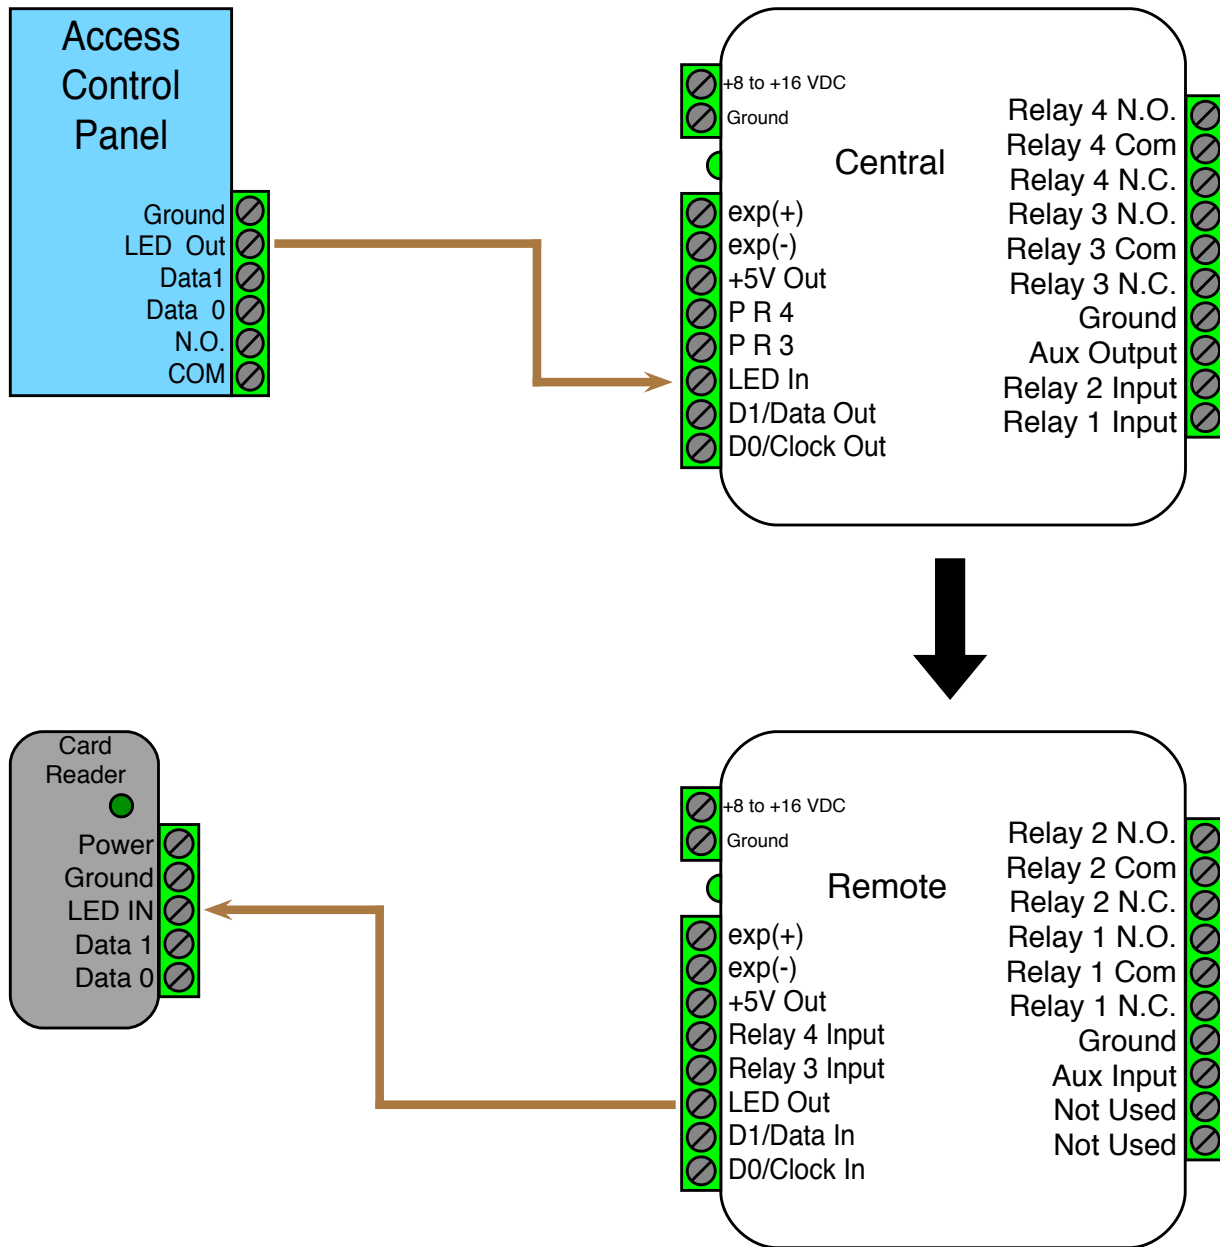 Access
Control
Panel
Ground
LED Out
Data1
Data 0
N.O.
COM
+8 to +16 VDC
Ground
Central
exp(+)
exp(-)
+5V Out
P R 4
P R 3
LED In
D1/Data Out
D0/Clock Out
Relay 4 N.O.
Relay 4 Com
Relay 4 N.C.
Relay 3 N.O.
Relay 3 Com
Relay 3 N.C.
Ground
Aux Output
Relay 2 Input
Relay 1 Input
Card
Reader
Power
Ground
LED IN
Data 1
Data 0
+8 to +16 VDC
Ground
Remote
exp(+)
exp(-)
+5V Out
Relay 4 Input
Relay 3 Input
LED Out
D1/Data In
D0/Clock In
Relay 2 N.O.
Relay 2 Com
Relay 2 N.C.
Relay 1 N.O.
Relay 1 Com
Relay 1 N.C.
Ground
Aux Input
Not Used
Not Used